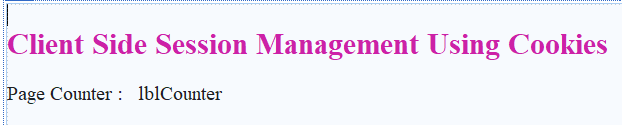 Client Side Session Management Using Cookies
Page Counter : lblCounter